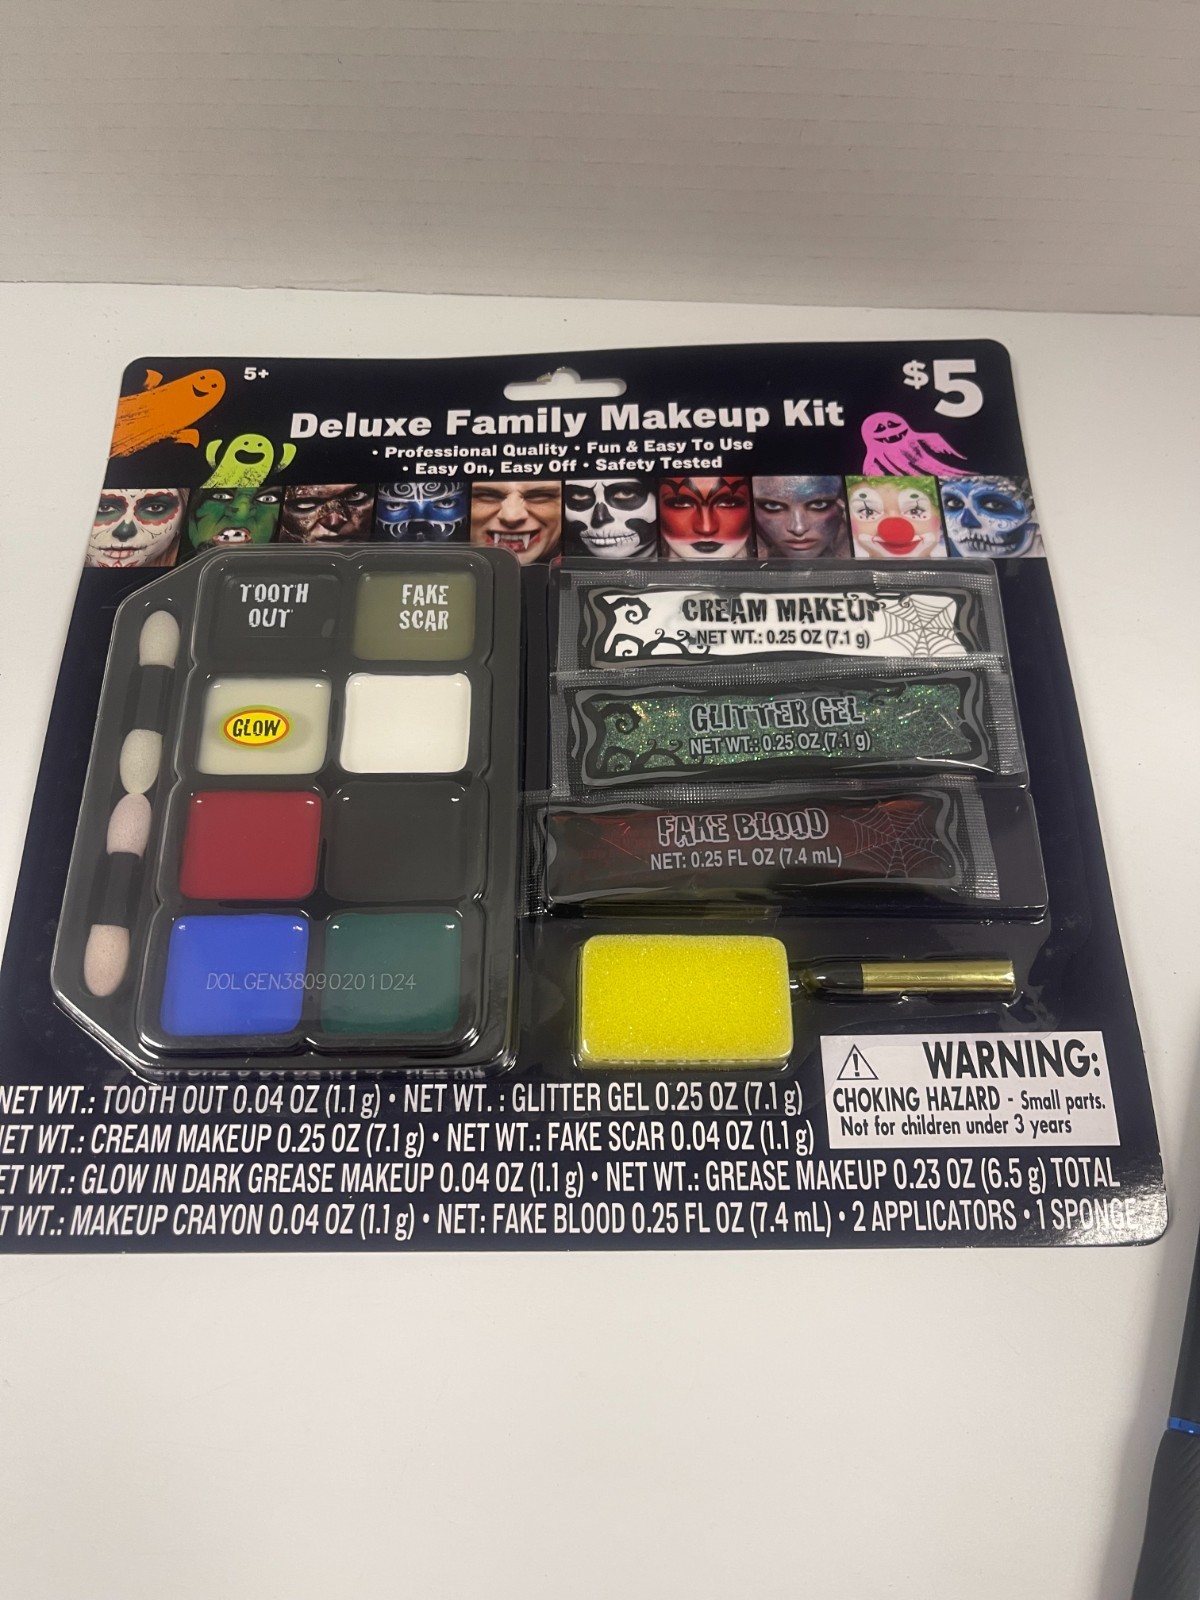 5+
$5
Deluxe Family Makeup Kit
• Professional Quality • Fun & Easy To Use
• Easy On, Easy Off • Safety Tested
TOOTH
OUT
FAKE
SCAR
GLOW
DOLGEN38090201D24
CREAM MAKEUP
NET WT.: 0.25 OZ (7.1 g)
GLITTER GEL
NET WT.: 0.25 OZ (7.1 g)
FAKE BLOOD
NET: 0.25 FL OZ (7.4 mL)
WARNING:
CHOKING HAZARD - Small parts.
Not for children under 3 years
NET WT.: TOOTH OUT 0.04 OZ (1.1 g) • NET WT. : GLITTER GEL 0.25 OZ (7.1 g)
NET WT.: CREAM MAKEUP 0.25 OZ (7.1 g) • NET WT.: FAKE SCAR 0.04 OZ (1.1 g)
ET WT.: GLOW IN DARK GREASE MAKEUP 0.04 OZ (1.1 g) • NET WT.: GREASE MAKEUP 0.23 OZ (6.5 g) TOTAL
T WT.: MAKEUP CRAYON 0.04 OZ (1.1 g) • NET: FAKE BLOOD 0.25 FL OZ (7.4 mL) • 2 APPLICATORS • 1 SPONGE